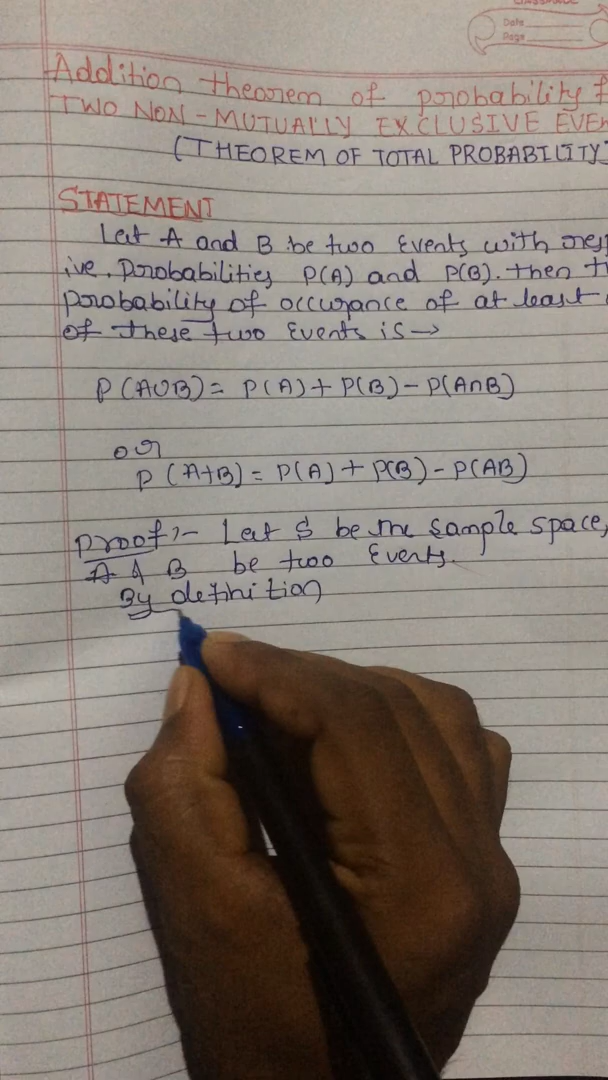 CLASSMATE
Date
Page
Addition theorem of probability f
TWO NON-MUTUALLY EXCLUSIVE EVE
(THEOREM OF TOTAL PROBABILITY)
STATEMENT
Let A and B be two Events with resp
ive. Probabilities P(A) and P(B). then t
probability of occurance of at least
of these two Events is →
P(A∪B) = P(A) + P(B) - P(A∩B)
or
P(A+B) = P(A) + P(B) - P(AB)
Proof :- Let S be the Sample space,
A & B be two Events.
By definition